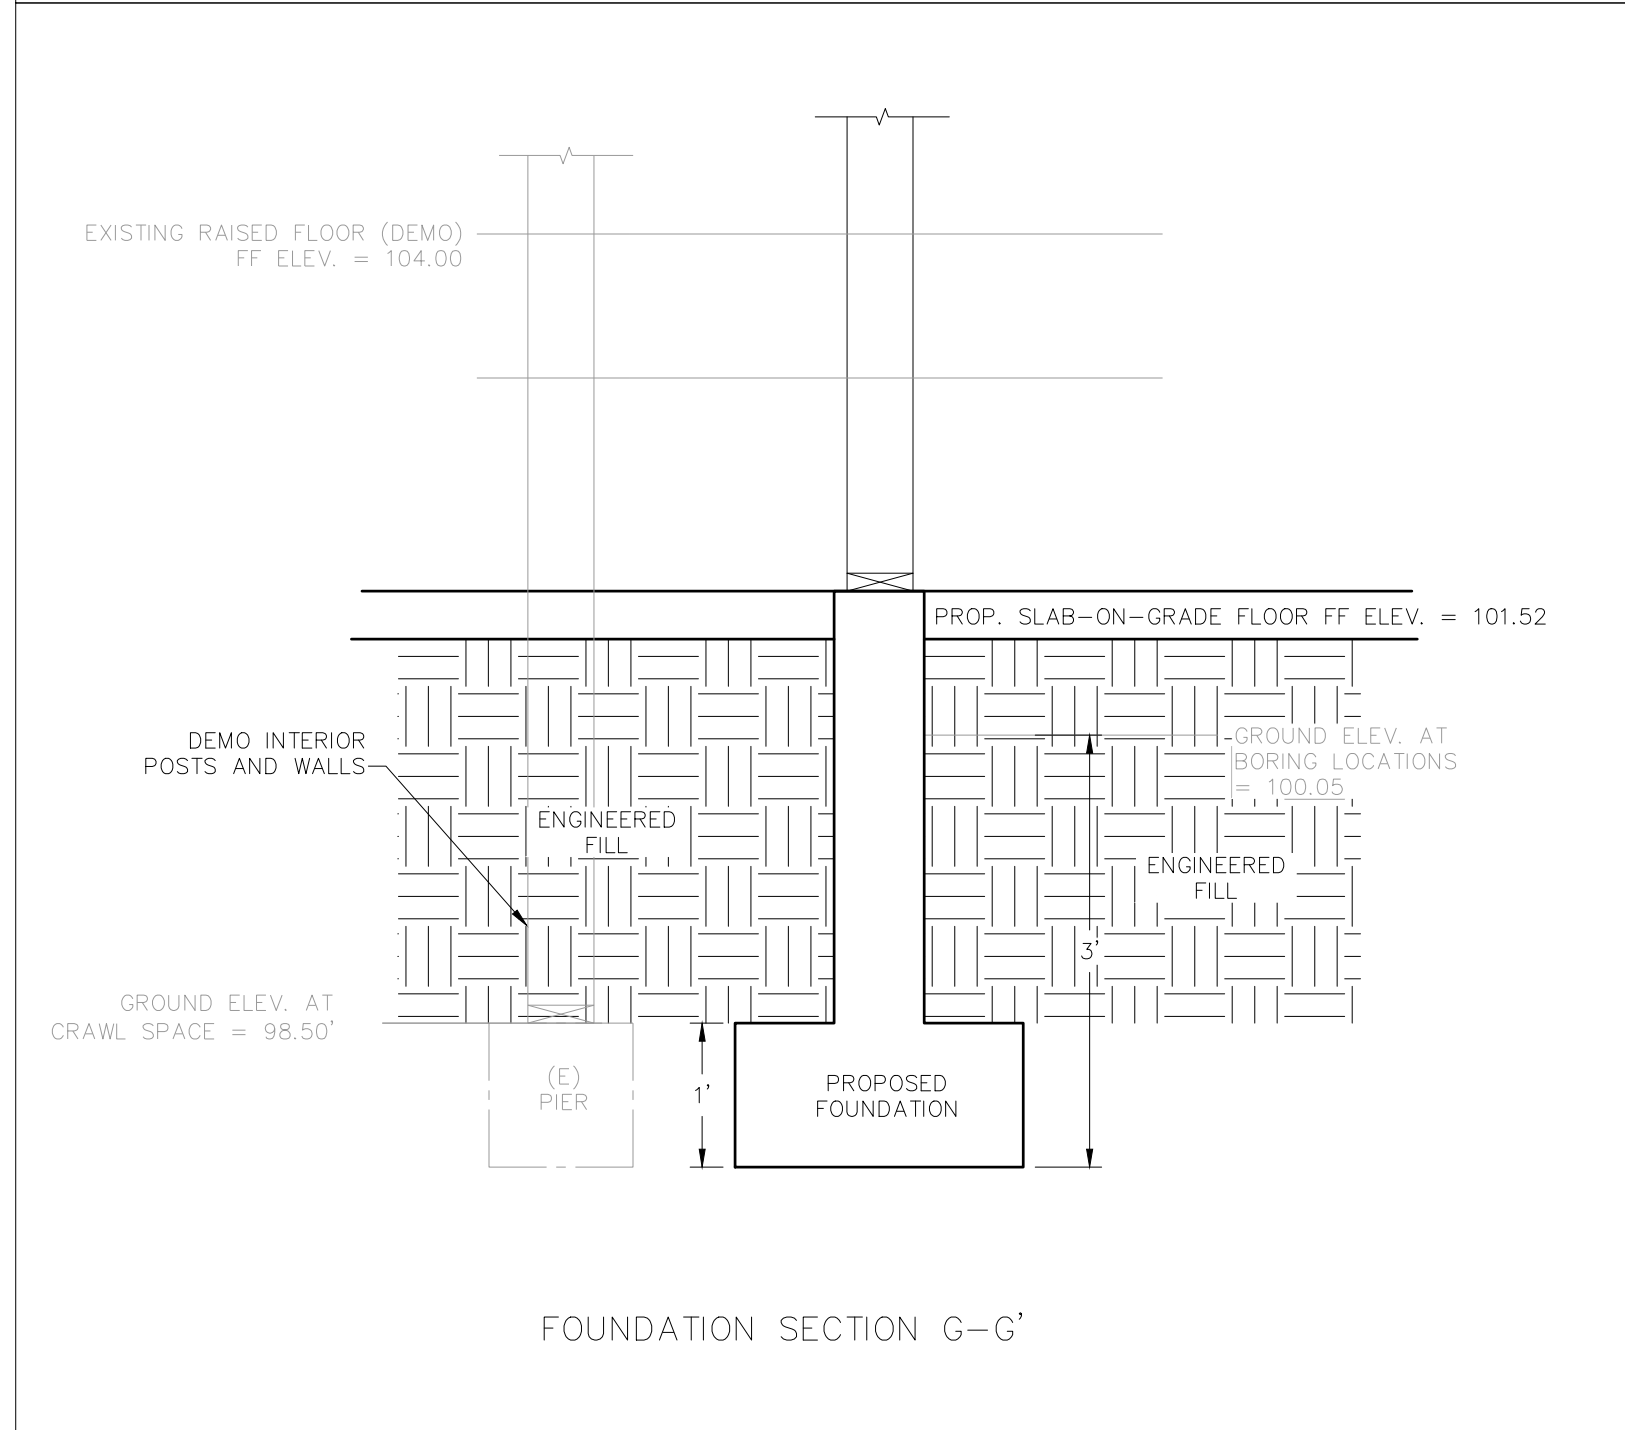 EXISTING RAISED FLOOR (DEMO)
FF ELEV. = 104.00
PROP. SLAB-ON-GRADE FLOOR FF ELEV. = 101.52
DEMO INTERIOR
POSTS AND WALLS
GROUND ELEV. AT
BORING LOCATIONS
= 100.05
ENGINEERED
FILL
ENGINEERED
FILL
3'
GROUND ELEV. AT
CRAWL SPACE = 98.50'
(E)
PIER
1'
PROPOSED
FOUNDATION
FOUNDATION SECTION G-G'